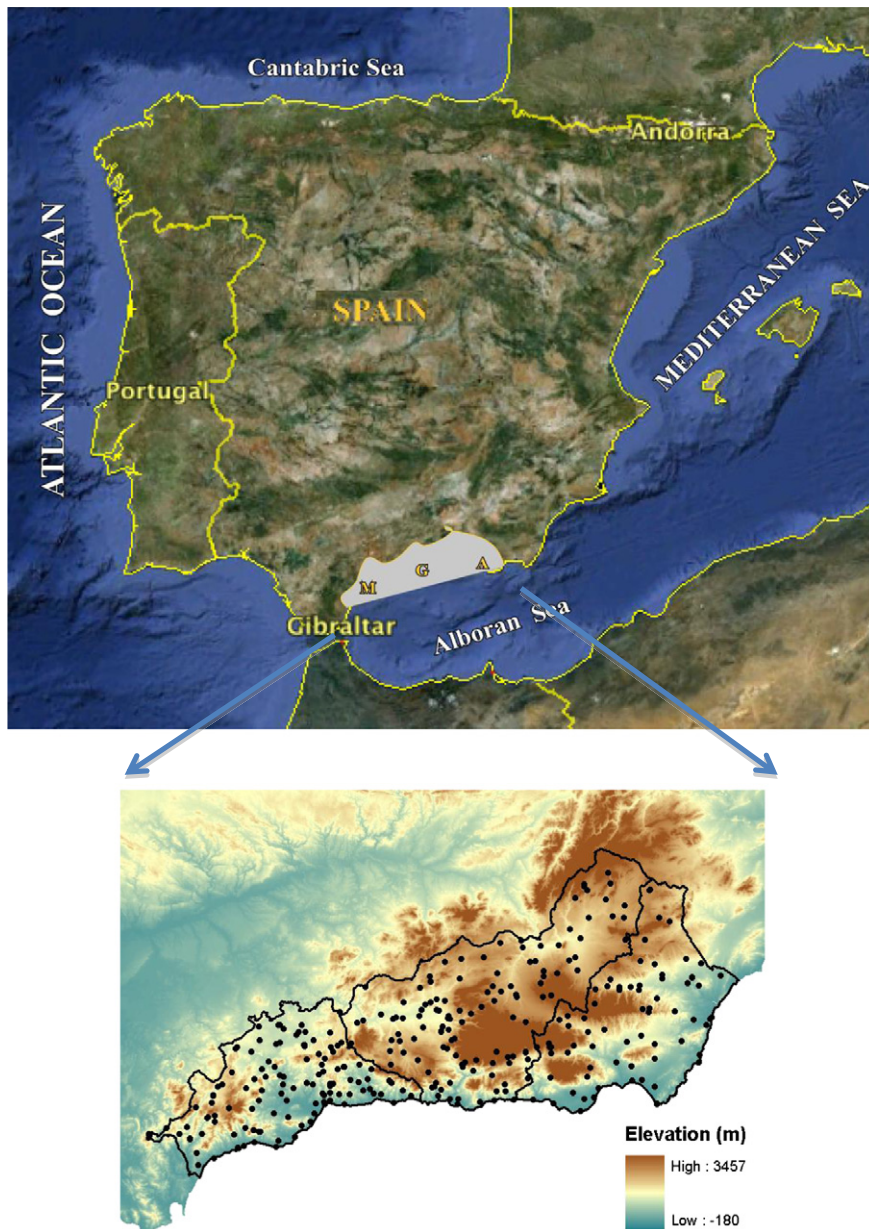 Cantabric Sea
Andorra
ATLANTIC OCEAN
SPAIN
MEDITERRANEAN SEA
Portugal
M G A
Gibraltar
Alboran Sea
Elevation (m)
High : 3457
Low : -180